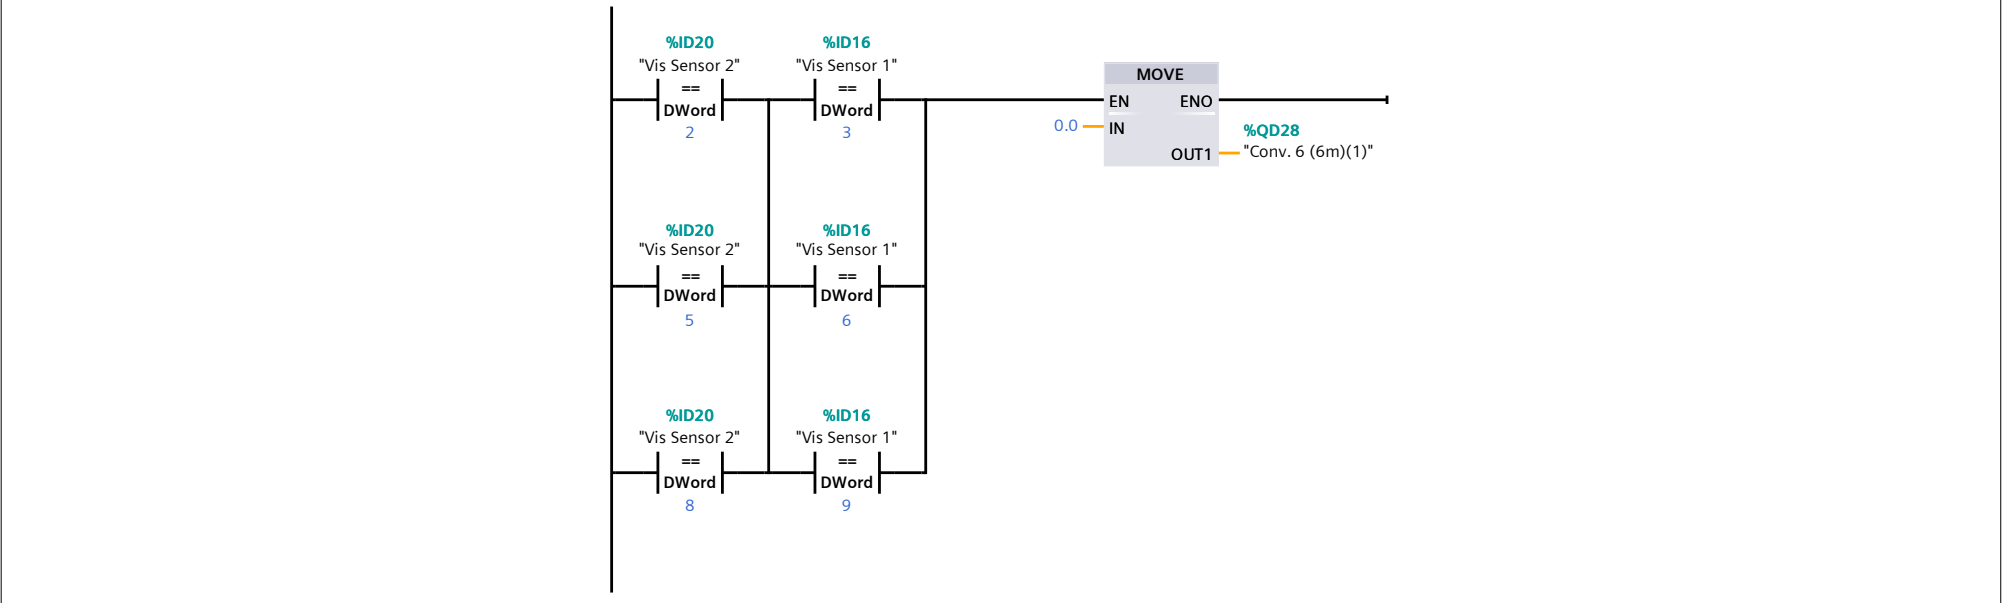 %ID20 %ID16
"Vis Sensor 2" "Vis Sensor 1"
== ==
DWord DWord
2 3
MOVE
EN ENO
0.0 IN
%QD28
OUT1 "Conv. 6 (6m)(1)"
%ID20 %ID16
"Vis Sensor 2" "Vis Sensor 1"
== ==
DWord DWord
5 6
%ID20 %ID16
"Vis Sensor 2" "Vis Sensor 1"
== ==
DWord DWord
8 9